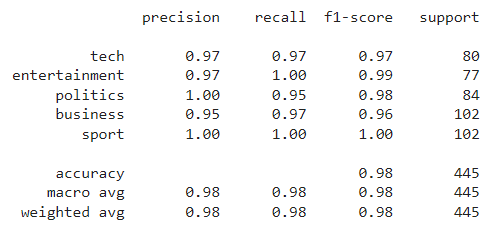 precision recall f1-score support
tech 0.97 0.97 0.97 80
entertainment 0.97 1.00 0.99 77
politics 1.00 0.95 0.98 84
business 0.95 0.97 0.96 102
sport 1.00 1.00 1.00 102
accuracy 0.98 445
macro avg 0.98 0.98 0.98 445
weighted avg 0.98 0.98 0.98 445